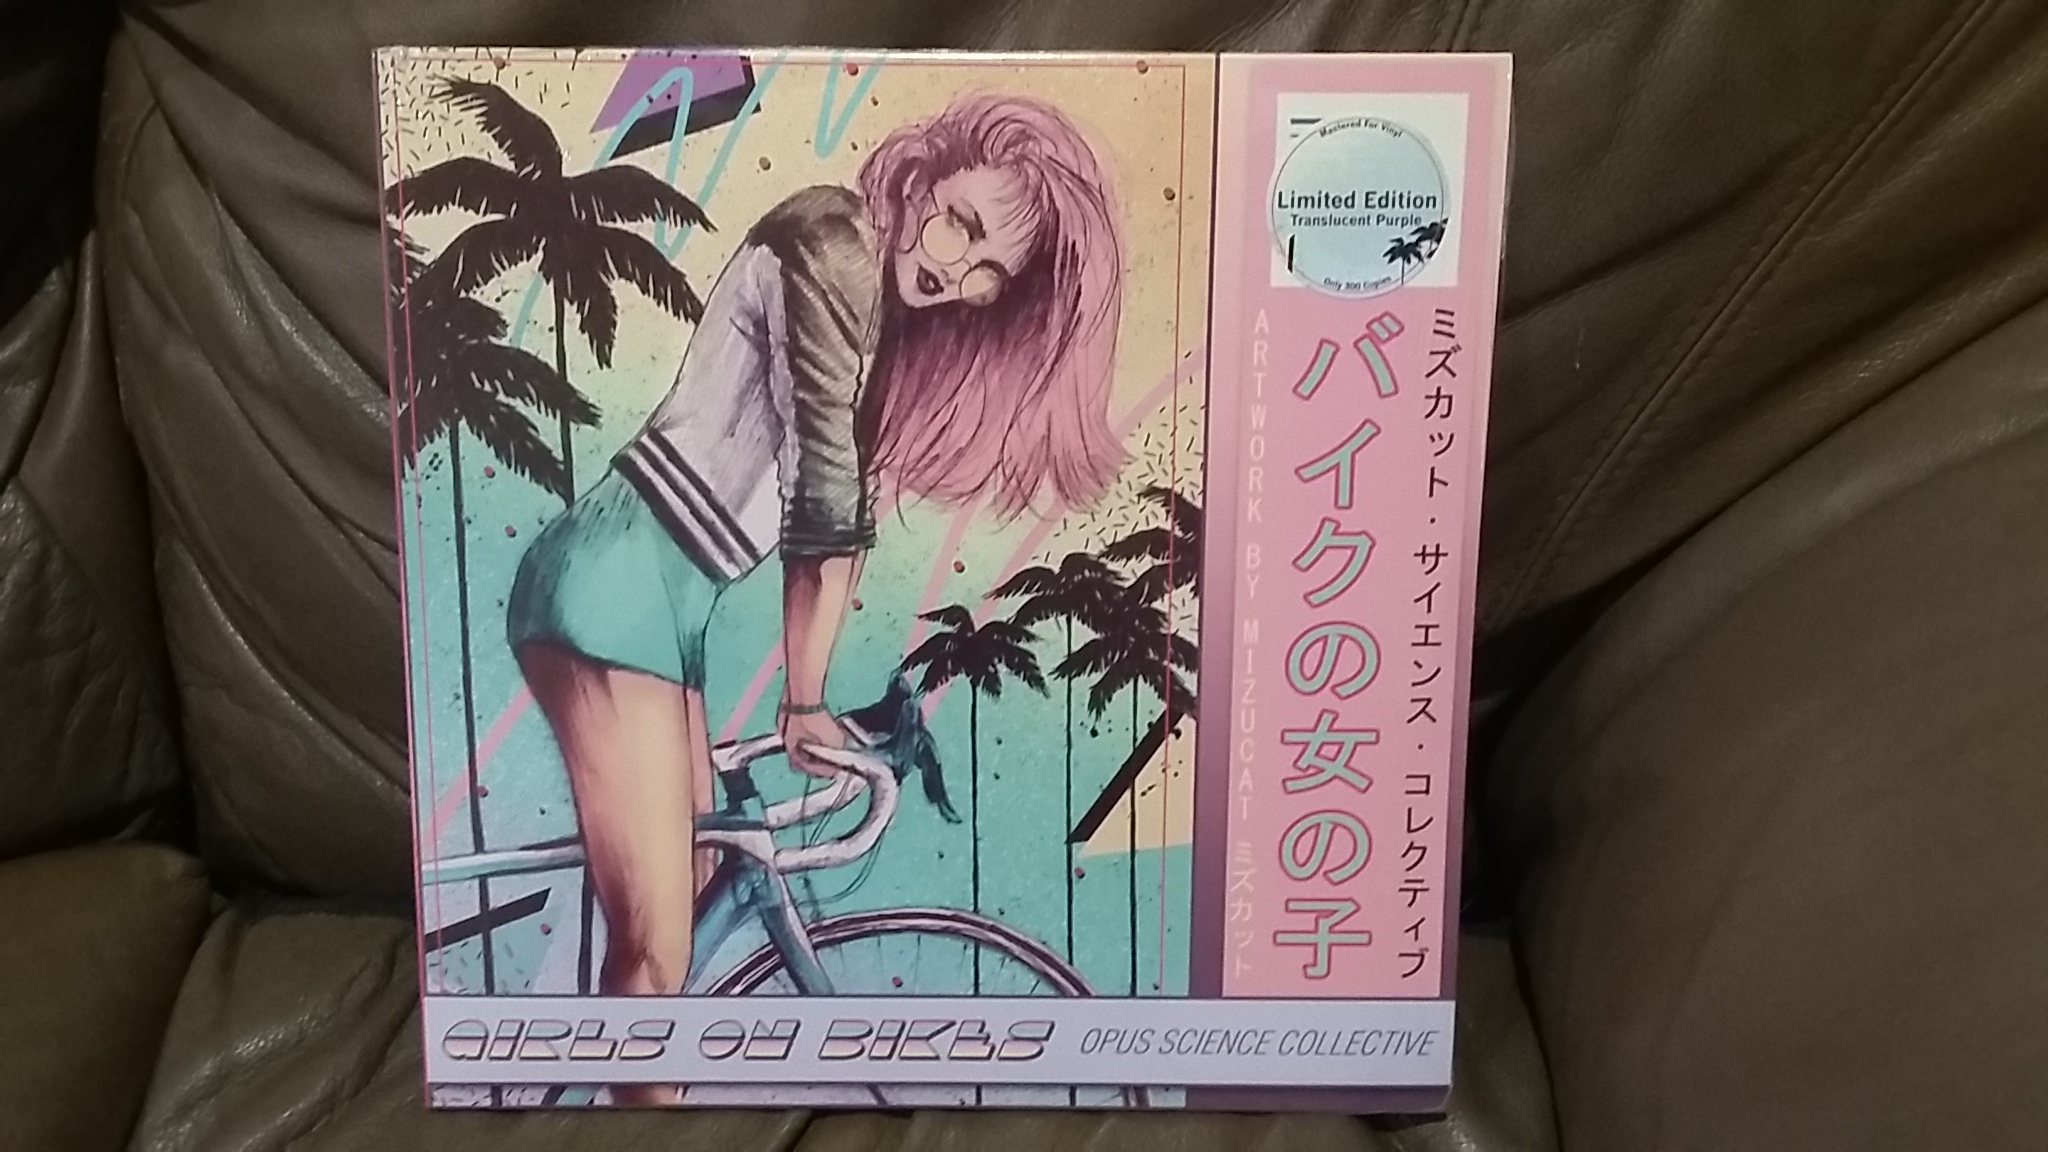 Mastered For Vinyl
Limited Edition
Translucent Purple
Only 300 Copies
ミズカット・サイエンス・コレクティブ
バイクの女の子
ARTWORK BY MIZUCAT ミズカット
GIRLS ON BIKES
OPUS SCIENCE COLLECTIVE